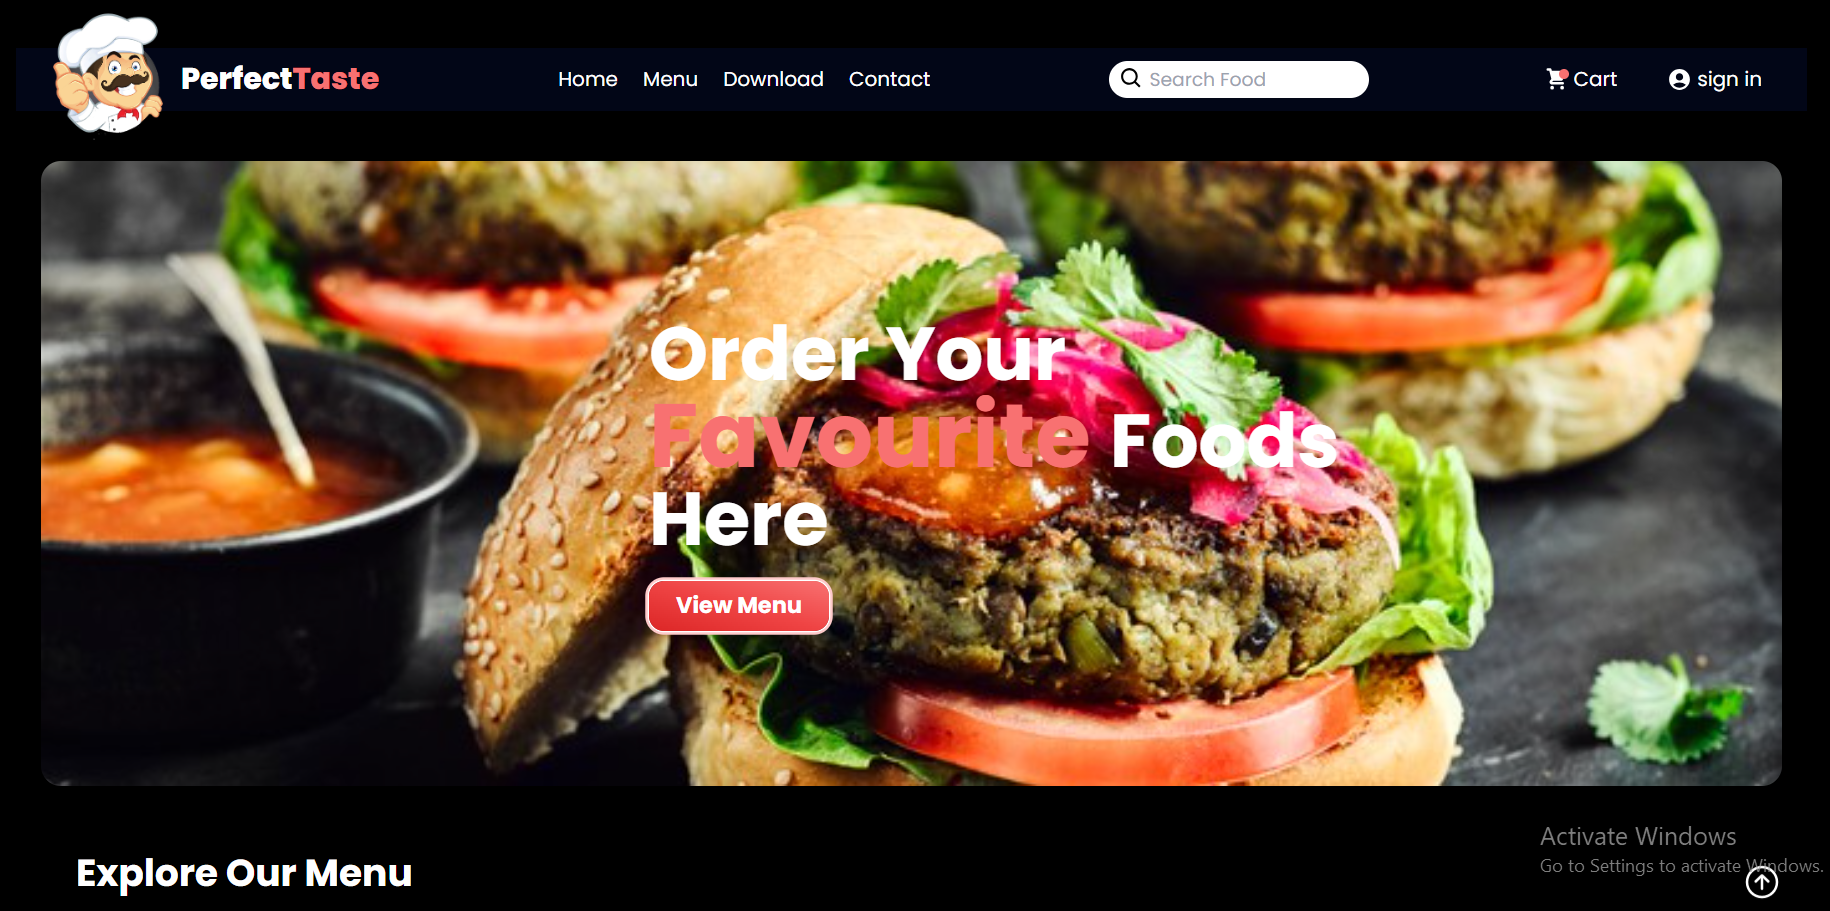 PerfectTaste
Home Menu Download Contact
Search Food
Cart
sign in
Order Your
Favourite Foods
Here
View Menu
Explore Our Menu
Activate Windows
Go to Settings to activate Windows.